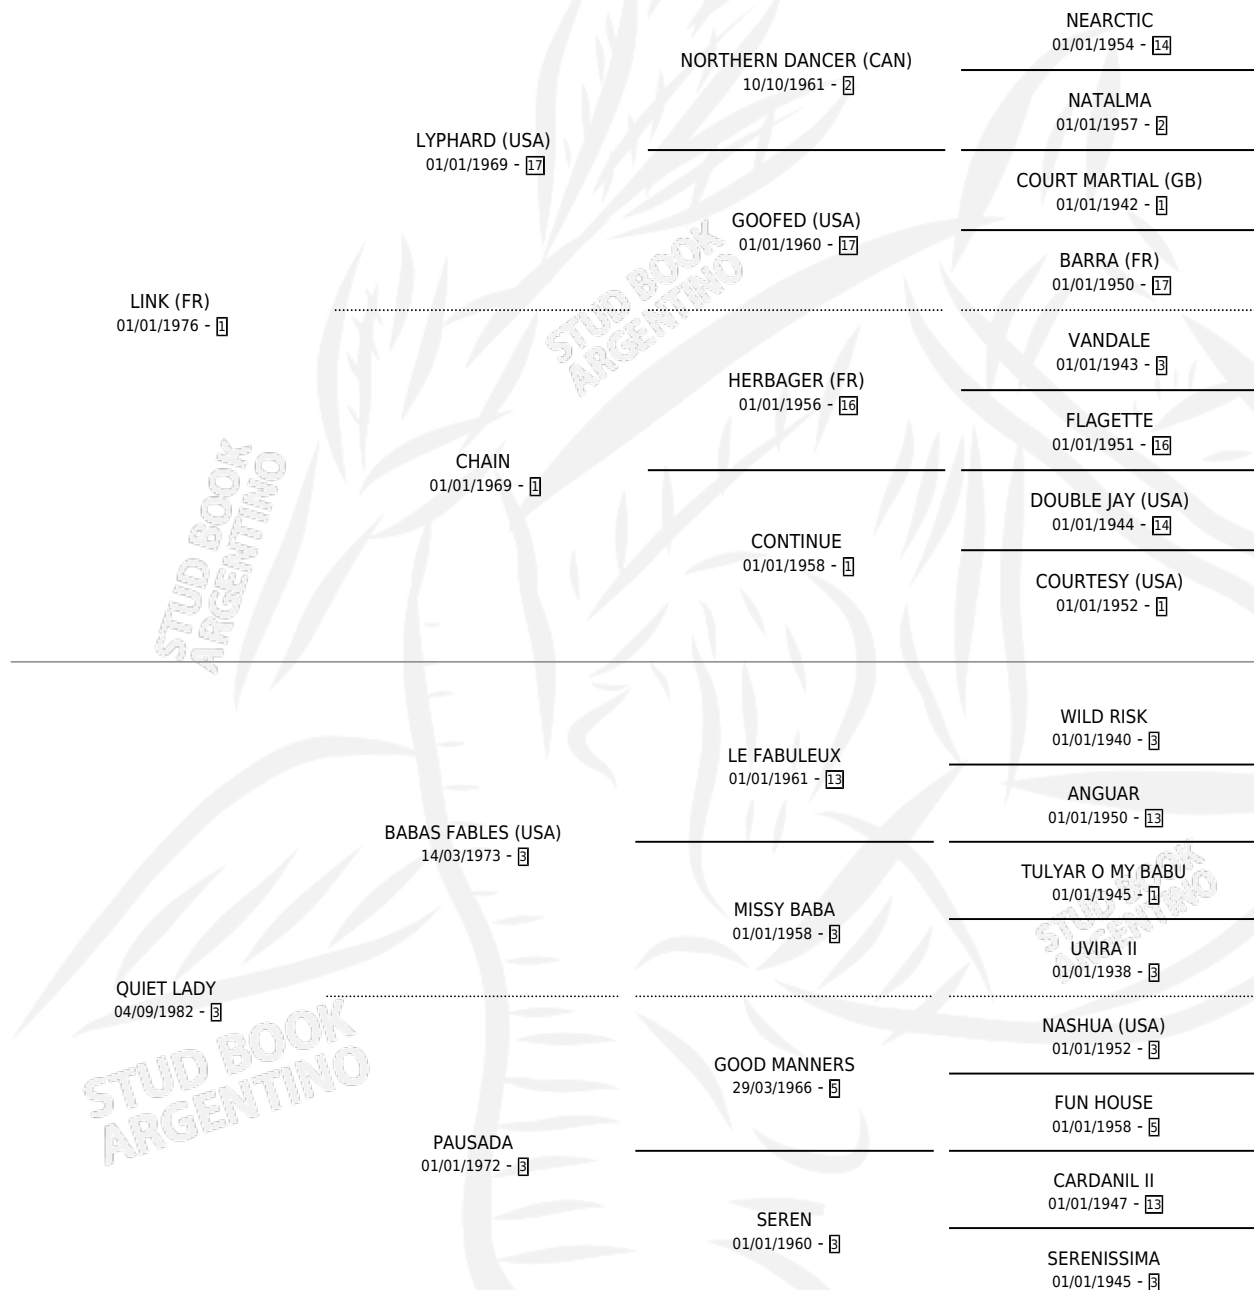 LINK (FR)
01/01/1976 - 1
LYPHARD (USA)
01/01/1969 - 17
NORTHERN DANCER (CAN)
10/10/1961 - 2
NEARCTIC
01/01/1954 - 14
NATALMA
01/01/1957 - 2
GOOFED (USA)
01/01/1960 - 17
COURT MARTIAL (GB)
01/01/1942 - 1
BARRA (FR)
01/01/1950 - 17
CHAIN
01/01/1969 - 1
HERBAGER (FR)
01/01/1956 - 16
VANDALE
01/01/1943 - 3
FLAGETTE
01/01/1951 - 16
CONTINUE
01/01/1958 - 1
DOUBLE JAY (USA)
01/01/1944 - 14
COURTESY (USA)
01/01/1952 - 1
QUIET LADY
04/09/1982 - 3
BABAS FABLES (USA)
14/03/1973 - 3
LE FABULEUX
01/01/1961 - 13
WILD RISK
01/01/1940 - 3
ANGUAR
01/01/1950 - 13
MISSY BABA
01/01/1958 - 3
TULYAR O MY BABU
01/01/1945 - 1
UVIRA II
01/01/1938 - 3
PAUSADA
01/01/1972 - 3
GOOD MANNERS
29/03/1966 - 5
NASHUA (USA)
01/01/1952 - 3
FUN HOUSE
01/01/1958 - 5
SEREN
01/01/1960 - 3
CARDANIL II
01/01/1947 - 13
SERENISSIMA
01/01/1945 - 3
STUD BOOK
ARGENTINO
STUD BOOK
ARGENTINO
STUD BOOK
ARGENTINO
STUD BOOK
ARGENTINO